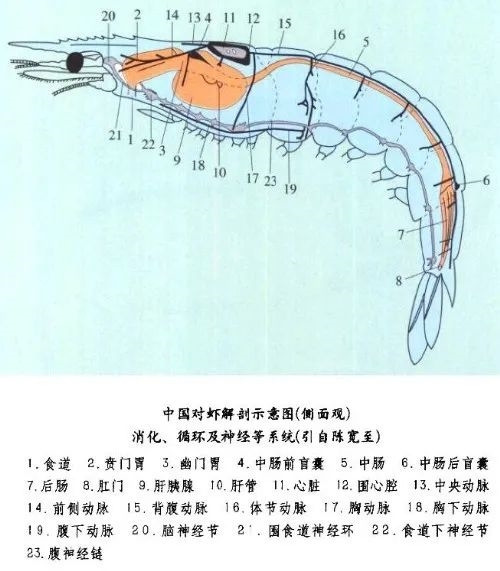 20 2 14 13 4 11 12 15 16 5
6
21 1 22 3 9 18 10 17 23 19
7
8
中国对虾解剖示意图(侧面观)
消化、循环及神经等系统(引自陈宽至)
1.食道 2.贲门胃 3.幽门胃 4.中肠前盲囊 5.中肠 6.中肠后盲囊
7.后肠 8.肛门 9.肝胰腺 10.肝管 11.心脏 12.围心腔 13.中央动脉
14.前侧动脉 15.背腹动脉 16.体节动脉 17.胸动脉 18.胸下动脉
19.腹下动脉 20.脑神经节 21.围食道神经环 22.食道下神经节
23.腹神经链